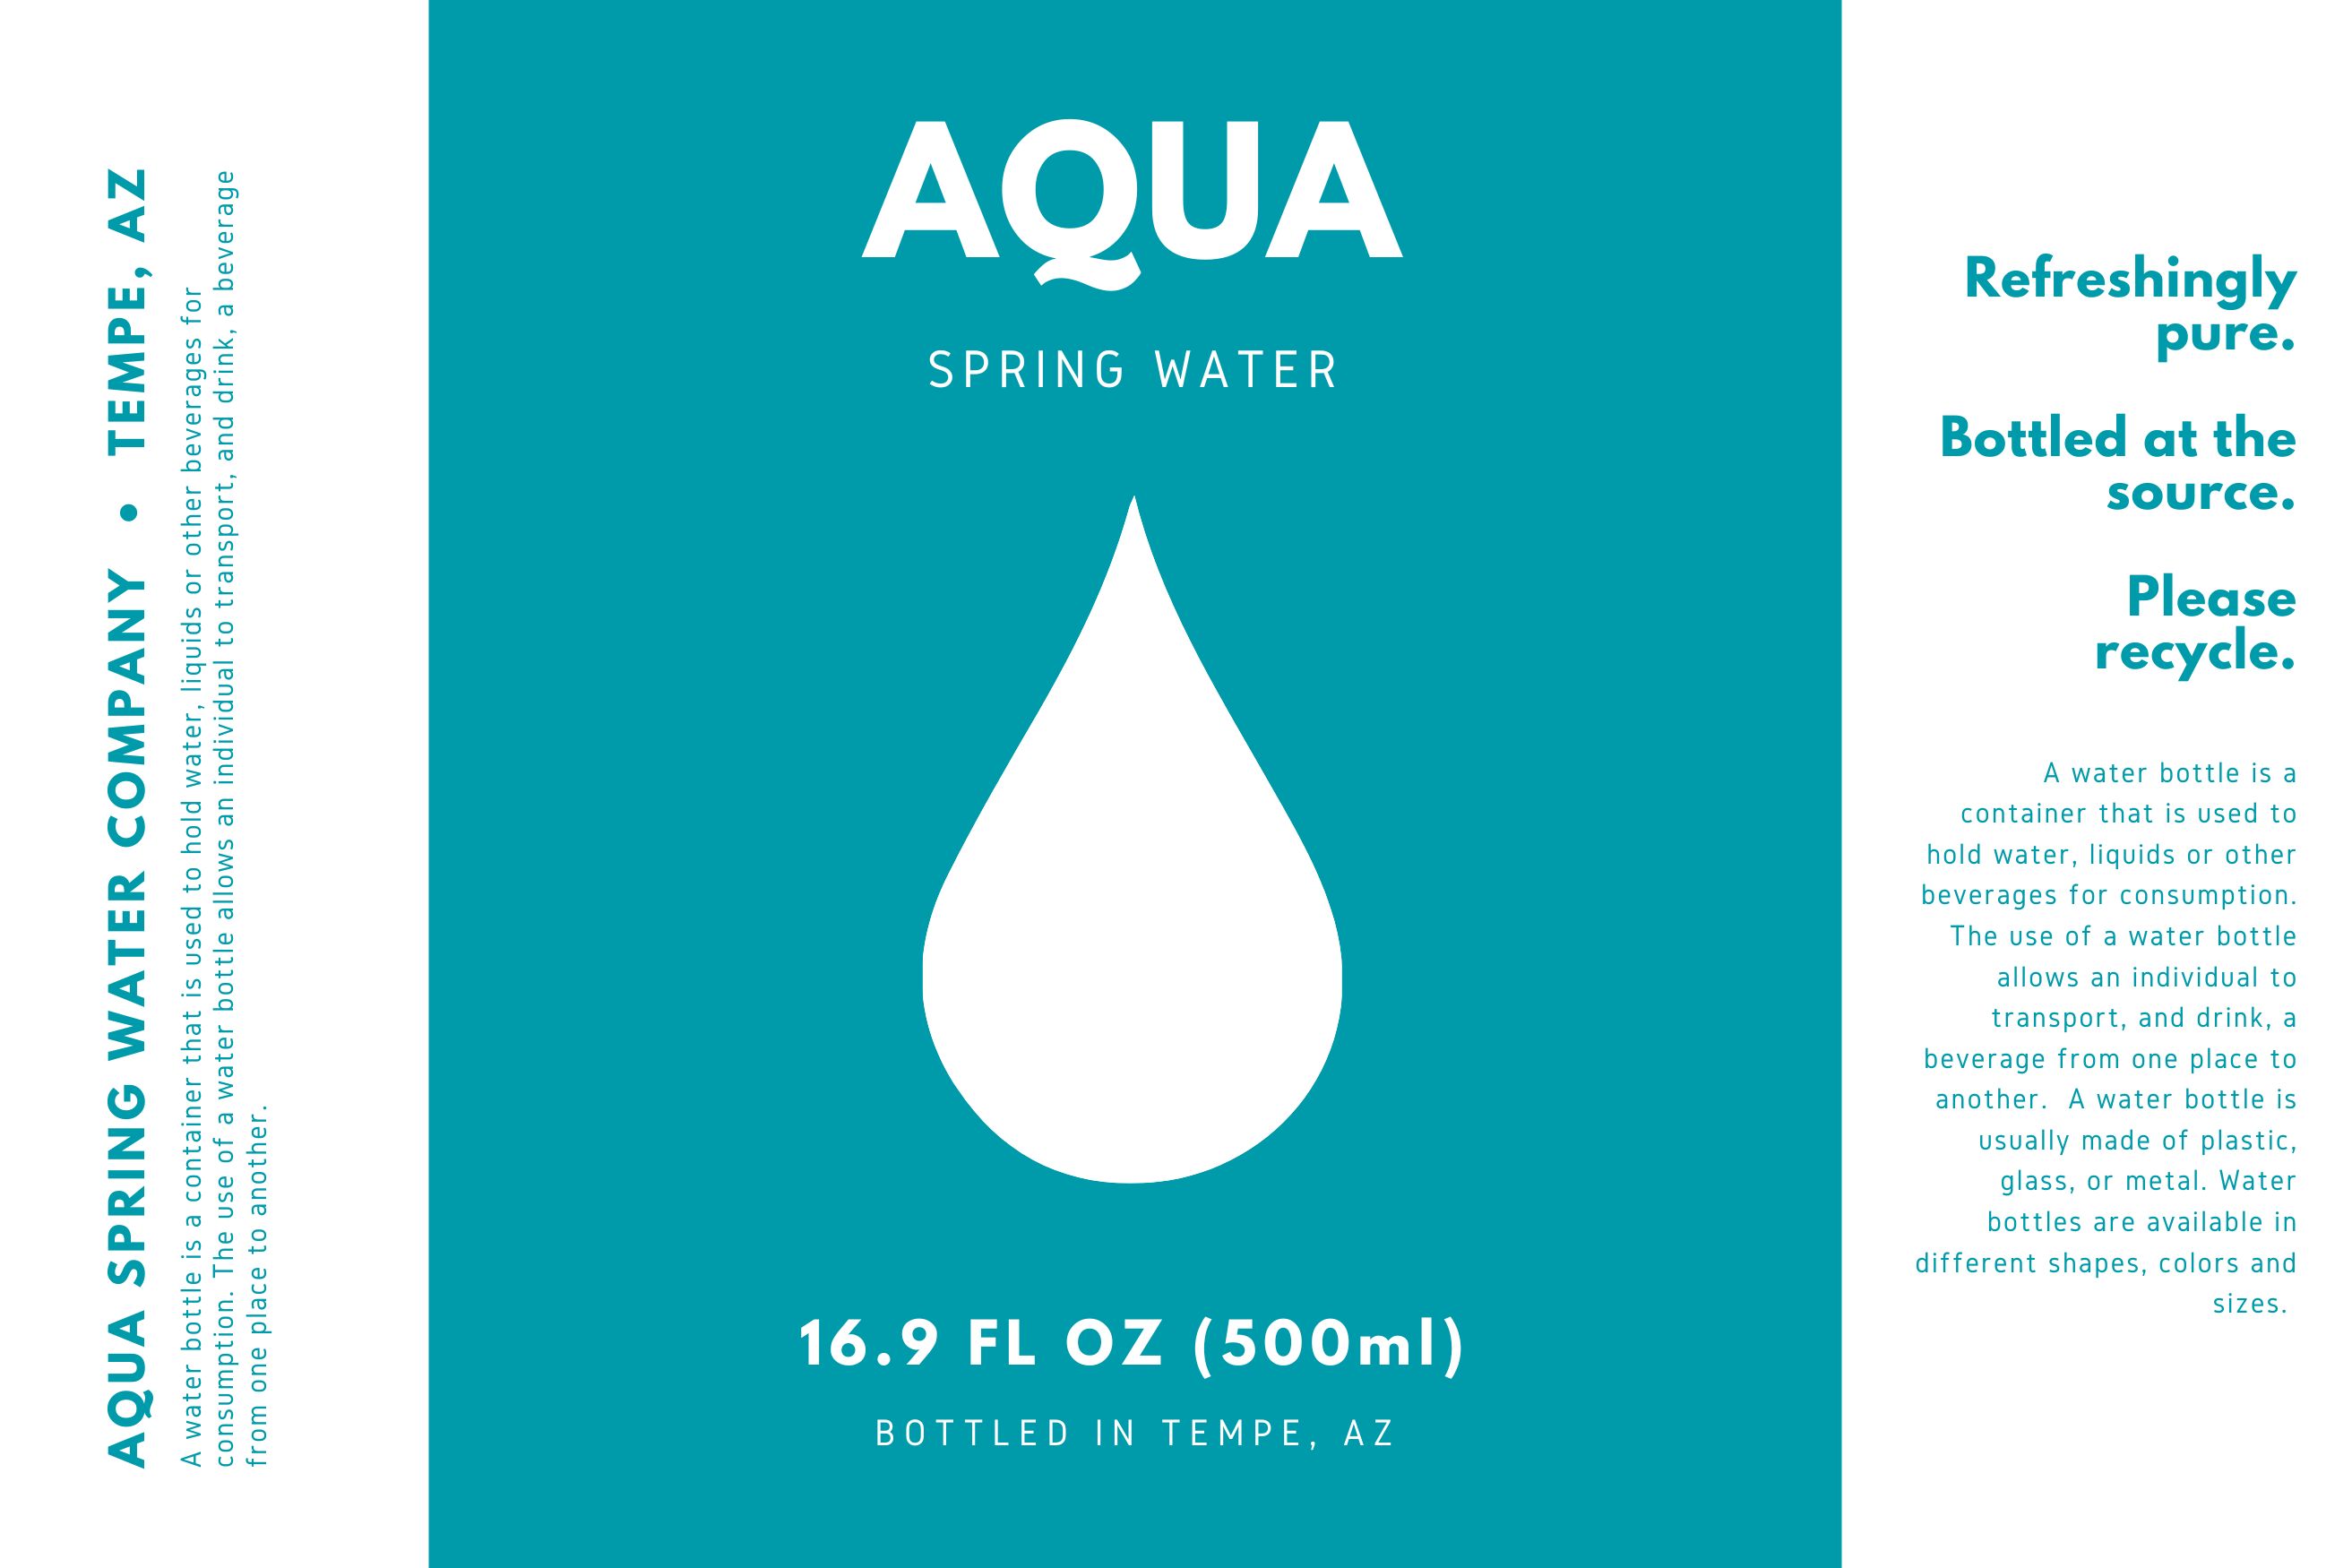 AQUA SPRING WATER COMPANY • TEMPE, AZ
A water bottle is a container that is used to hold water, liquids or other beverages for
consumption. The use of a water bottle allows an individual to transport, and drink, a beverage
from one place to another.
AQUA
SPRING WATER
16.9 FL OZ (500ml)
BOTTLED IN TEMPE, AZ
Refreshingly
pure.
Bottled at the
source.
Please
recycle.
A water bottle is a
container that is used to
hold water, liquids or other
beverages for consumption.
The use of a water bottle
allows an individual to
transport, and drink, a
beverage from one place to
another. A water bottle is
usually made of plastic,
glass, or metal. Water
bottles are available in
different shapes, colors and
sizes.